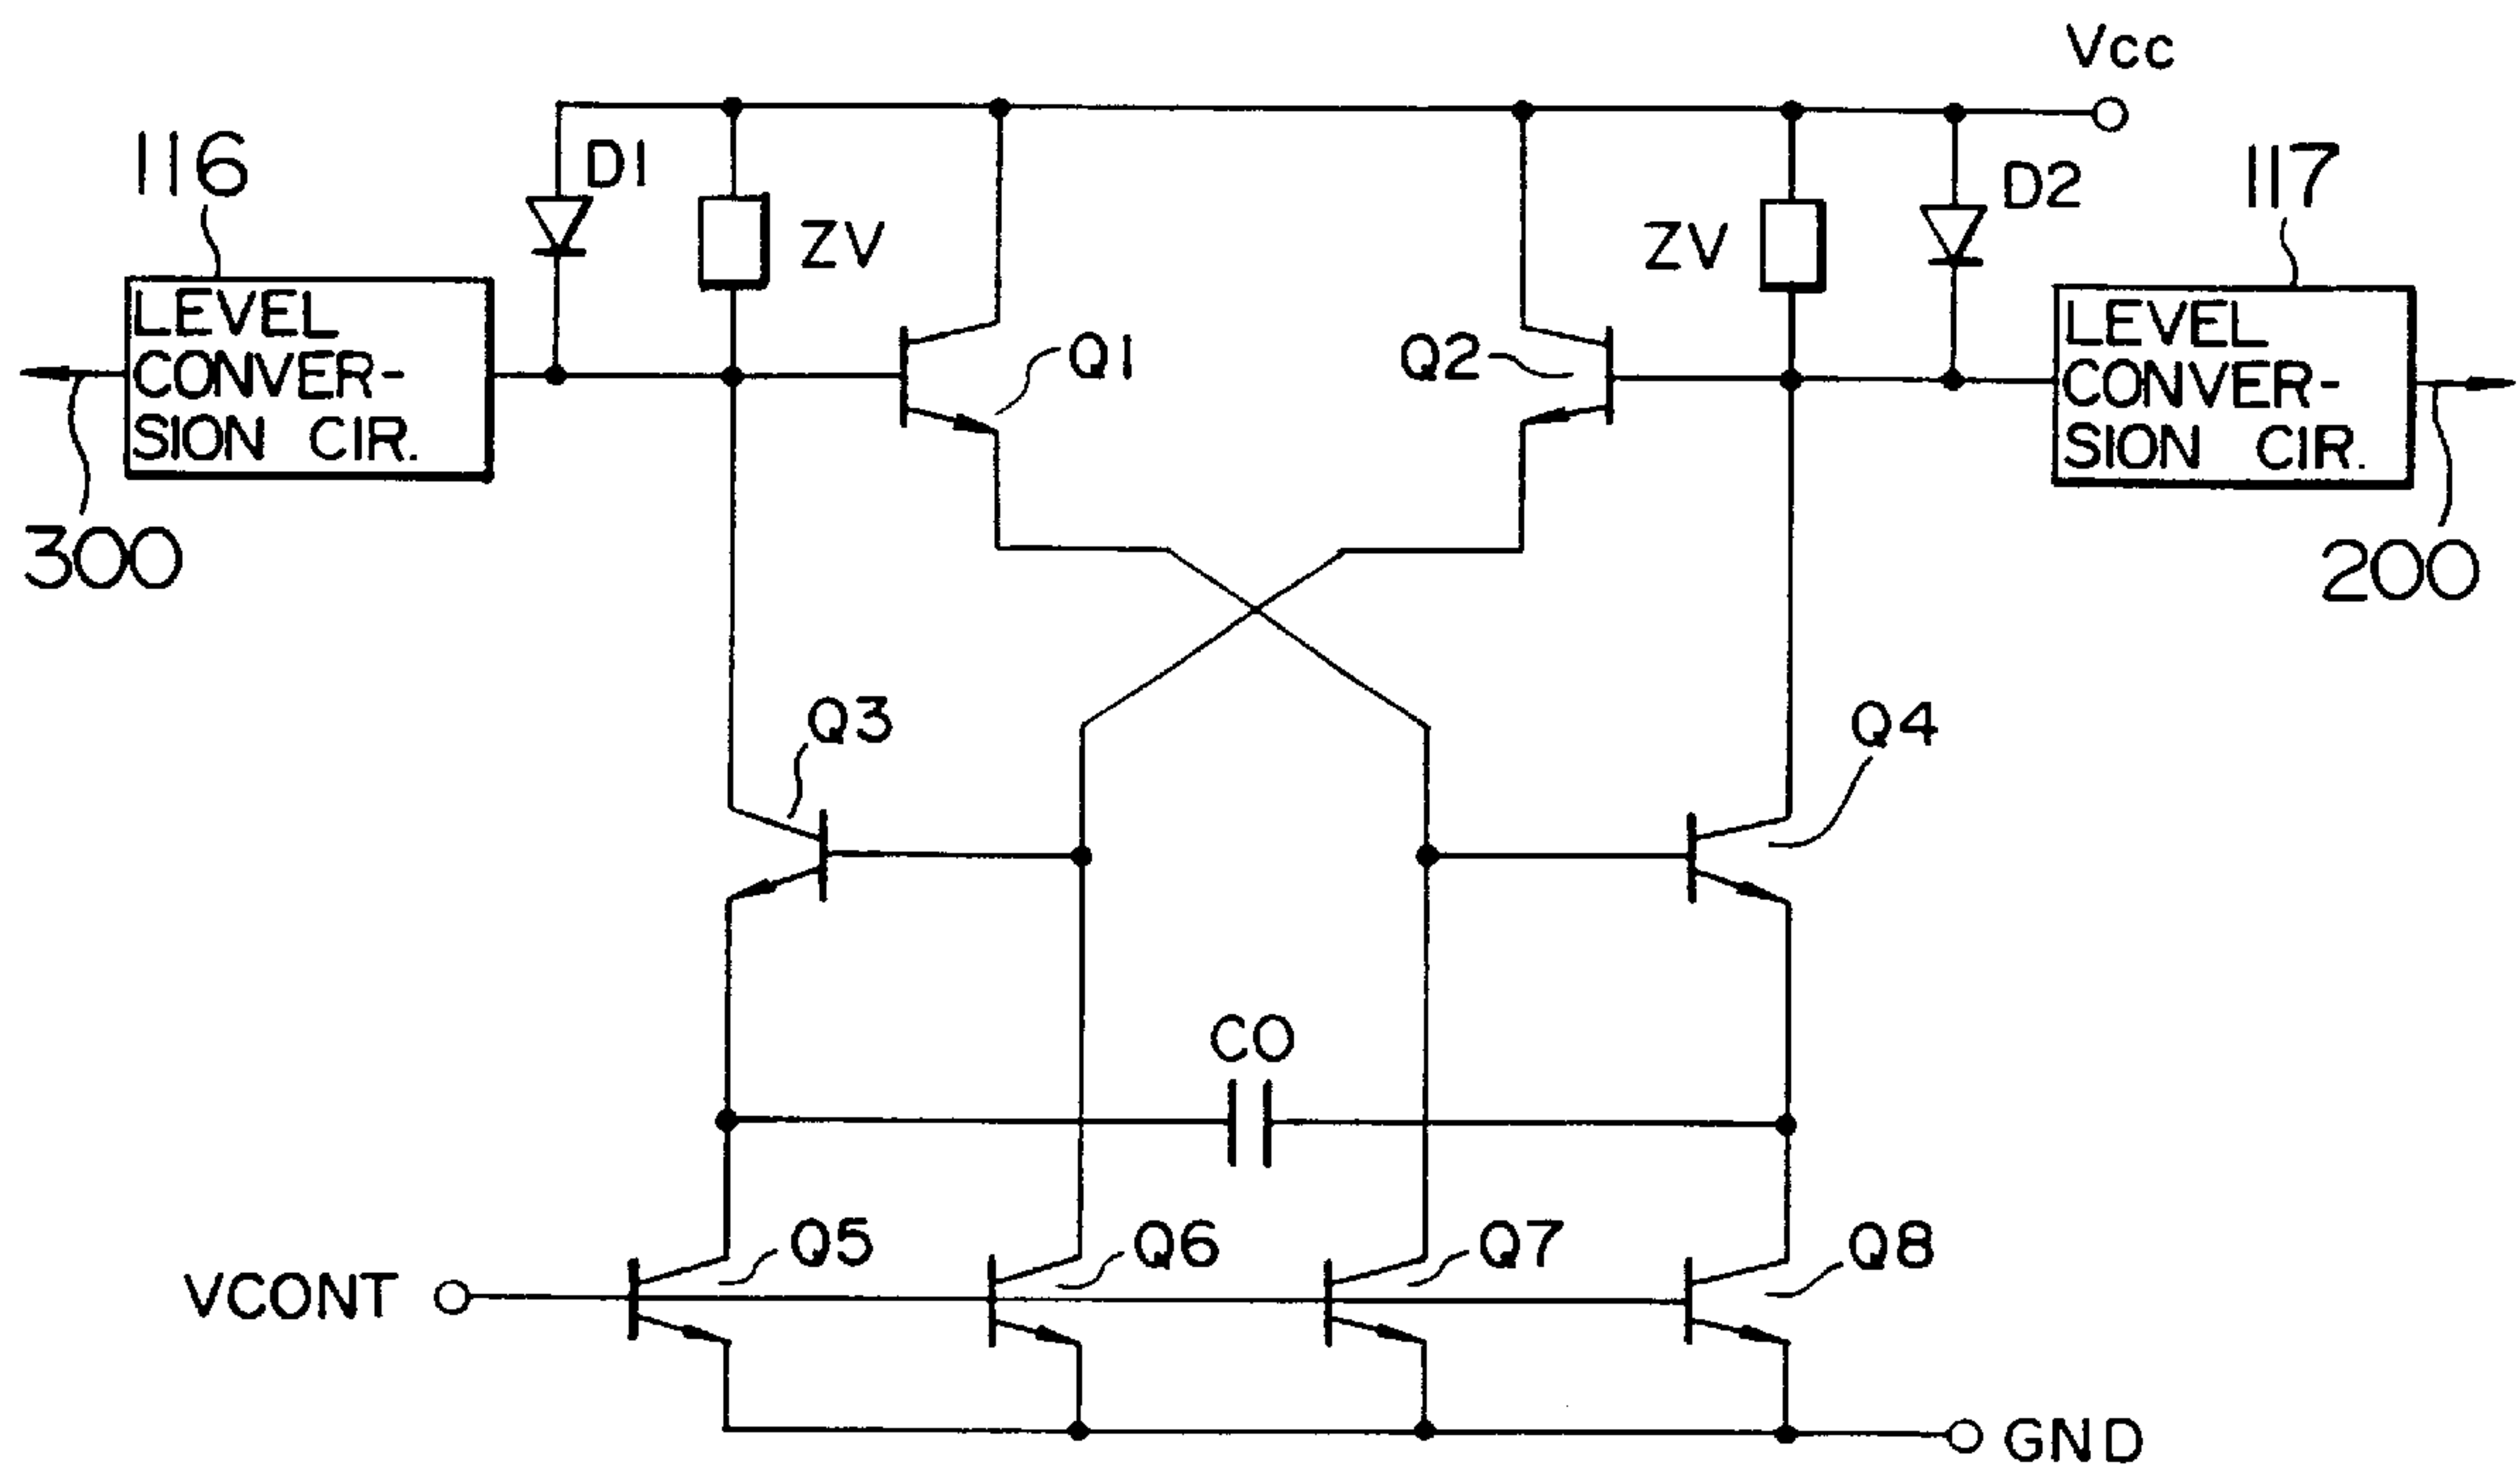 Vcc
116
D1
ZV
ZV
D2
117
LEVEL
CONVER-
SION CIR.
Q1
Q2
LEVEL
CONVER-
SION CIR.
300
200
Q3
Q4
CO
Q5
Q6
Q7
Q8
VCONT
GND